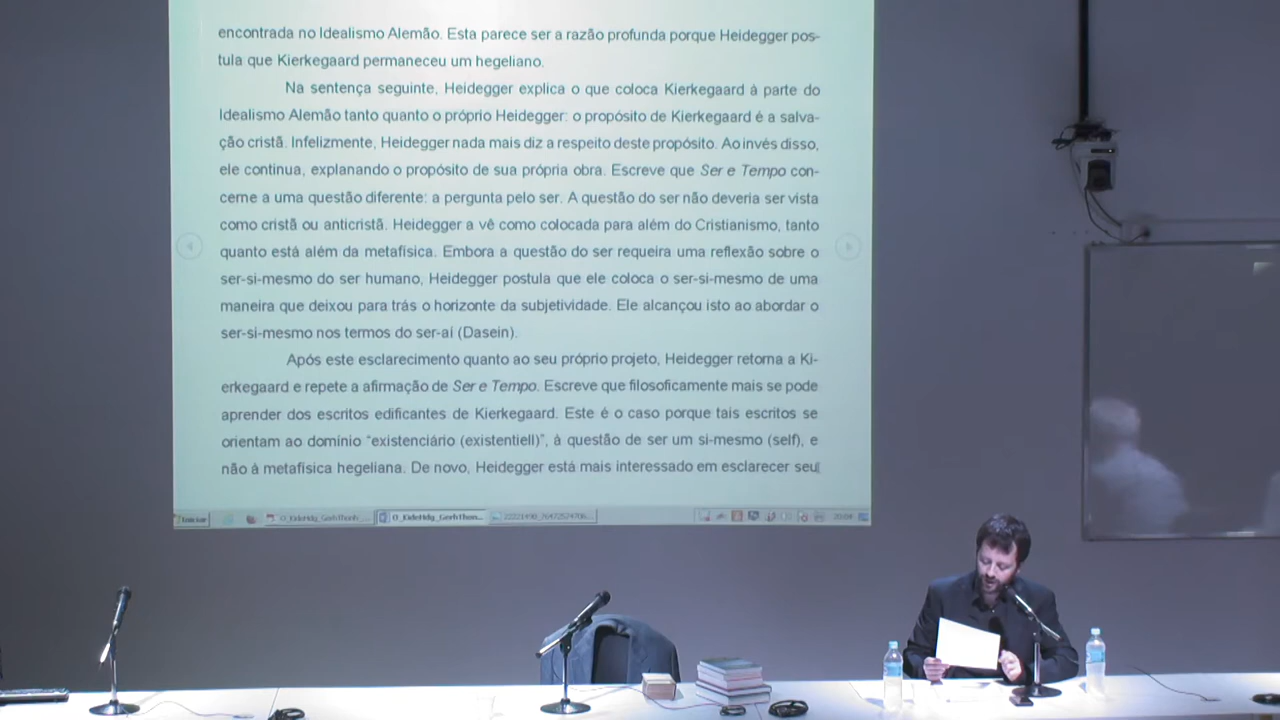 encontrada no Idealismo Alemão. Esta parece ser a razão profunda porque Heidegger pos-
tula que Kierkegaard permaneceu um hegeliano.
Na sentença seguinte, Heidegger explica o que coloca Kierkegaard à parte do
Idealismo Alemão tanto quanto o próprio Heidegger: o propósito de Kierkegaard é a salva-
ção cristã. Infelizmente, Heidegger nada mais diz a respeito deste propósito. Ao invés disso,
ele continua, explanando o propósito de sua própria obra. Escreve que Ser e Tempo con-
cerne a uma questão diferente: a pergunta pelo ser. A questão do ser não deveria ser vista
como cristã ou anticristã. Heidegger a vê como colocada para além do Cristianismo, tanto
quanto está além da metafísica. Embora a questão do ser requeira uma reflexão sobre o
ser-si-mesmo do ser humano, Heidegger postula que ele coloca o ser-si-mesmo de uma
maneira que deixou para trás o horizonte da subjetividade. Ele alcançou isto ao abordar o
ser-si-mesmo nos termos do ser-aí (Dasein).
Após este esclarecimento quanto ao seu próprio projeto, Heidegger retorna a Ki-
erkegaard e repete a afirmação de Ser e Tempo. Escreve que filosoficamente mais se pode
aprender dos escritos edificantes de Kierkegaard. Este é o caso porque tais escritos se
orientam ao domínio "existenciário (existentiell)", à questão de ser um si-mesmo (self), e
não à metafísica hegeliana. De novo, Heidegger está mais interessado em esclarecer seu
Iniciar O_KideHdg_GerhThonh... O_KideHdg_GerhThon... 20:04